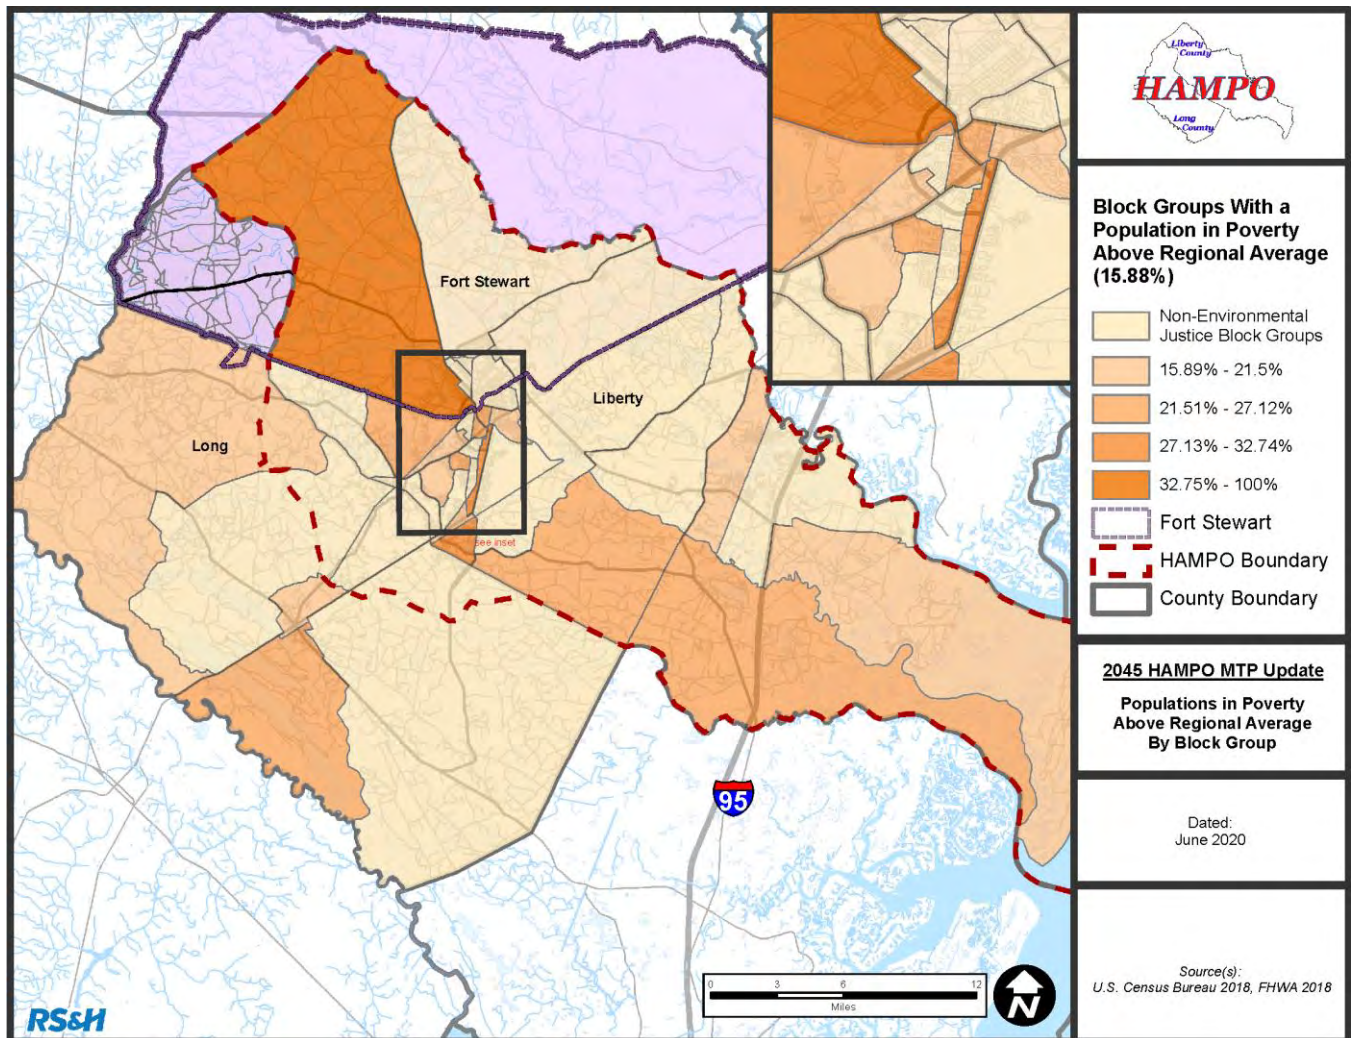 Fort Stewart
Liberty
Long
see inset
95
0 3 6 12
Miles
N
RS&H
Liberty
County
HAMPO
Long
County
Block Groups With a
Population in Poverty
Above Regional Average
(15.88%)
Non-Environmental
Justice Block Groups
15.89% - 21.5%
21.51% - 27.12%
27.13% - 32.74%
32.75% - 100%
Fort Stewart
HAMPO Boundary
County Boundary
2045 HAMPO MTP Update
Populations in Poverty
Above Regional Average
By Block Group
Dated:
June 2020
Source(s):
U.S. Census Bureau 2018, FHWA 2018